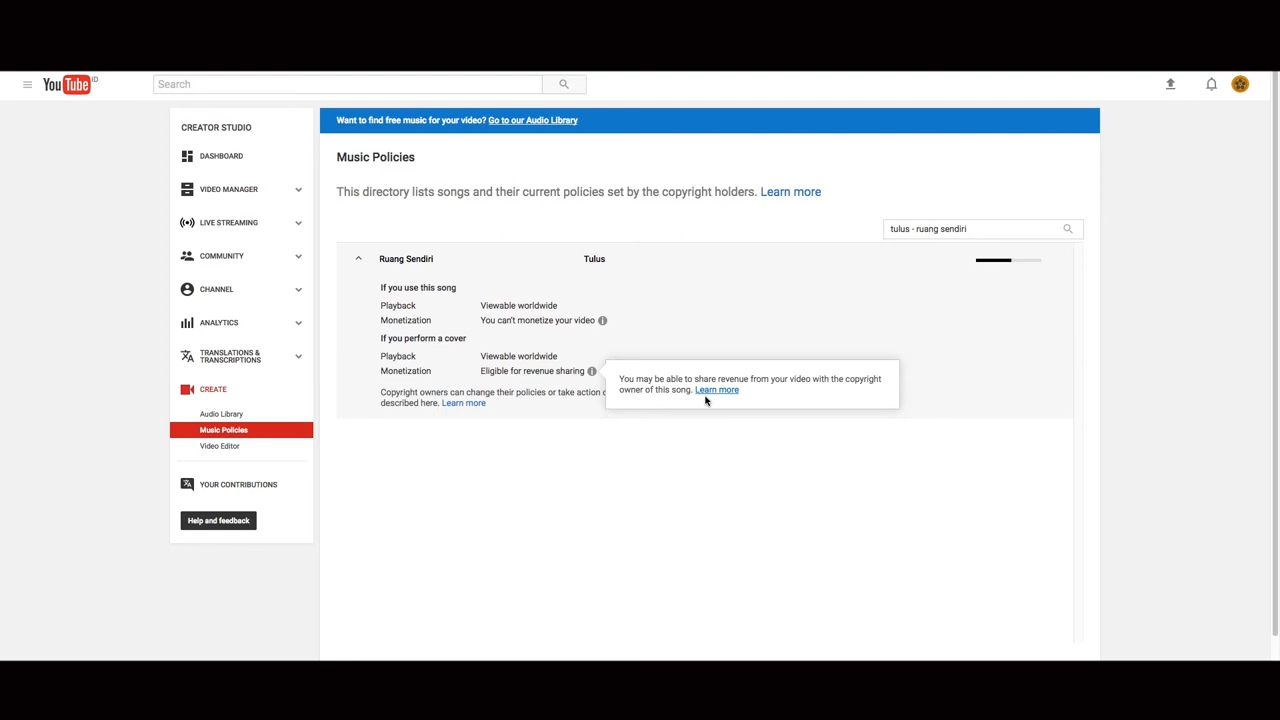 YouTube ID
Search
CREATOR STUDIO
DASHBOARD
VIDEO MANAGER
LIVE STREAMING
COMMUNITY
CHANNEL
ANALYTICS
TRANSLATIONS &
TRANSCRIPTIONS
CREATE
Audio Library
Music Policies
Video Editor
YOUR CONTRIBUTIONS
Help and feedback
Want to find free music for your video? Go to our Audio Library
Music Policies
This directory lists songs and their current policies set by the copyright holders. Learn more
tulus - ruang sendiri
Ruang Sendiri Tulus
If you use this song
Playback Viewable worldwide
Monetization You can't monetize your video
If you perform a cover
Playback Viewable worldwide
Monetization Eligible for revenue sharing
Copyright owners can change their policies or take action
described here. Learn more
You may be able to share revenue from your video with the copyright
owner of this song. Learn more